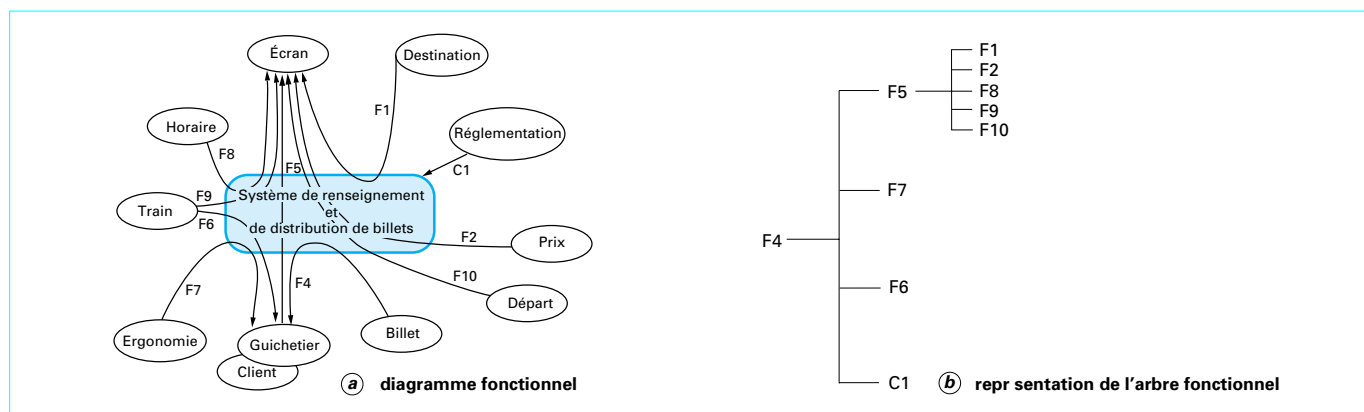 Écran
Destination
F1
Horaire
Réglementation
F8
F5
C1
F9
Système de renseignement
Train
et
F6
de distribution de billets
F2
Prix
F10
F7
F4
Départ
Ergonomie
Guichetier
Billet
Client
a diagramme fonctionnel
F1
F2
F5
F8
F9
F10
F7
F4
F6
C1
b repr sentation de l'arbre fonctionnel